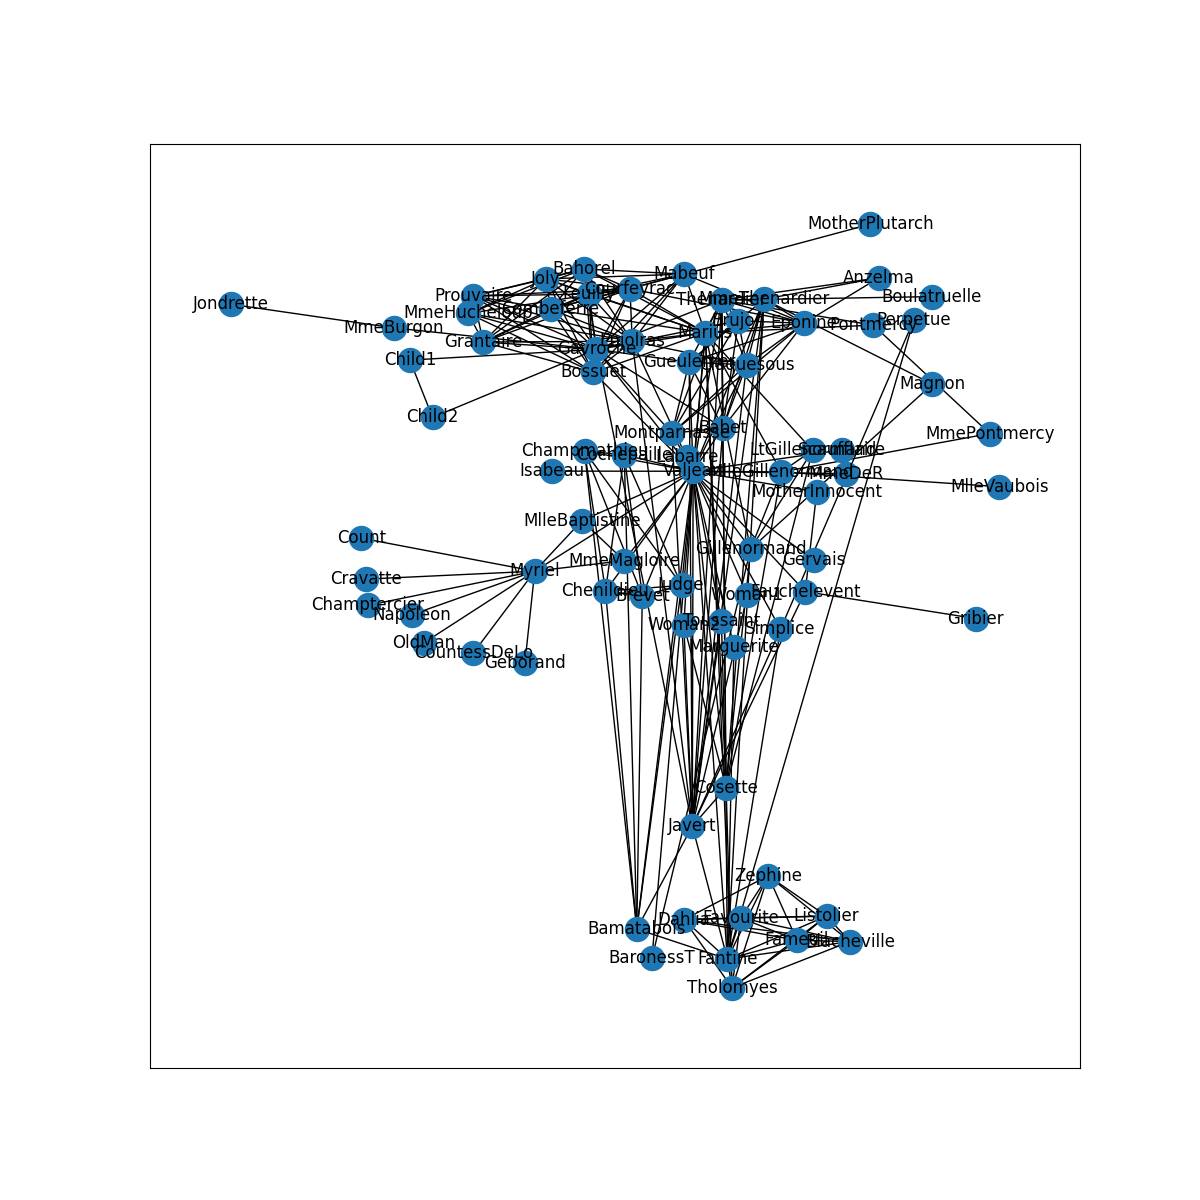 MotherPlutarch
Bahorel
Mabeuf
Joly
Anzelma
Feuilly
Courfeyrac
Prouvaire
Boulatruelle
Jondrette
MmeThenardier
Thenardier
Combeferre
MmeHucheloup
Brujon
Eponine
Pontmercy
Perpetue
MmeBurgon
Marius
Grantaire
Enjolras
Gavroche
Child1
Gueulemer
Claquesous
Bossuet
Magnon
Child2
Montparnasse
Babet
MmePontmercy
Champmathieu
Cochepaille
Labarre
LtGillenormand
Scaufflaire
Isabeau
Valjean
MlleGillenormand
MmeDeR
MlleVaubois
MotherInnocent
MlleBaptistine
Count
Gillenormand
Gervais
MmeMagloire
Myriel
Cravatte
Judge
Chenildieu
Brevet
Woman1
Fauchelevent
Champtercier
Napoleon
Gribier
Woman2
Toussaint
Simplice
OldMan
Marguerite
CountessDeLo
Geborand
Cosette
Javert
Zephine
Dahlia
Favourite
Listolier
Bamatabois
Fameuil
Blacheville
BaronessT
Fantine
Tholomyes